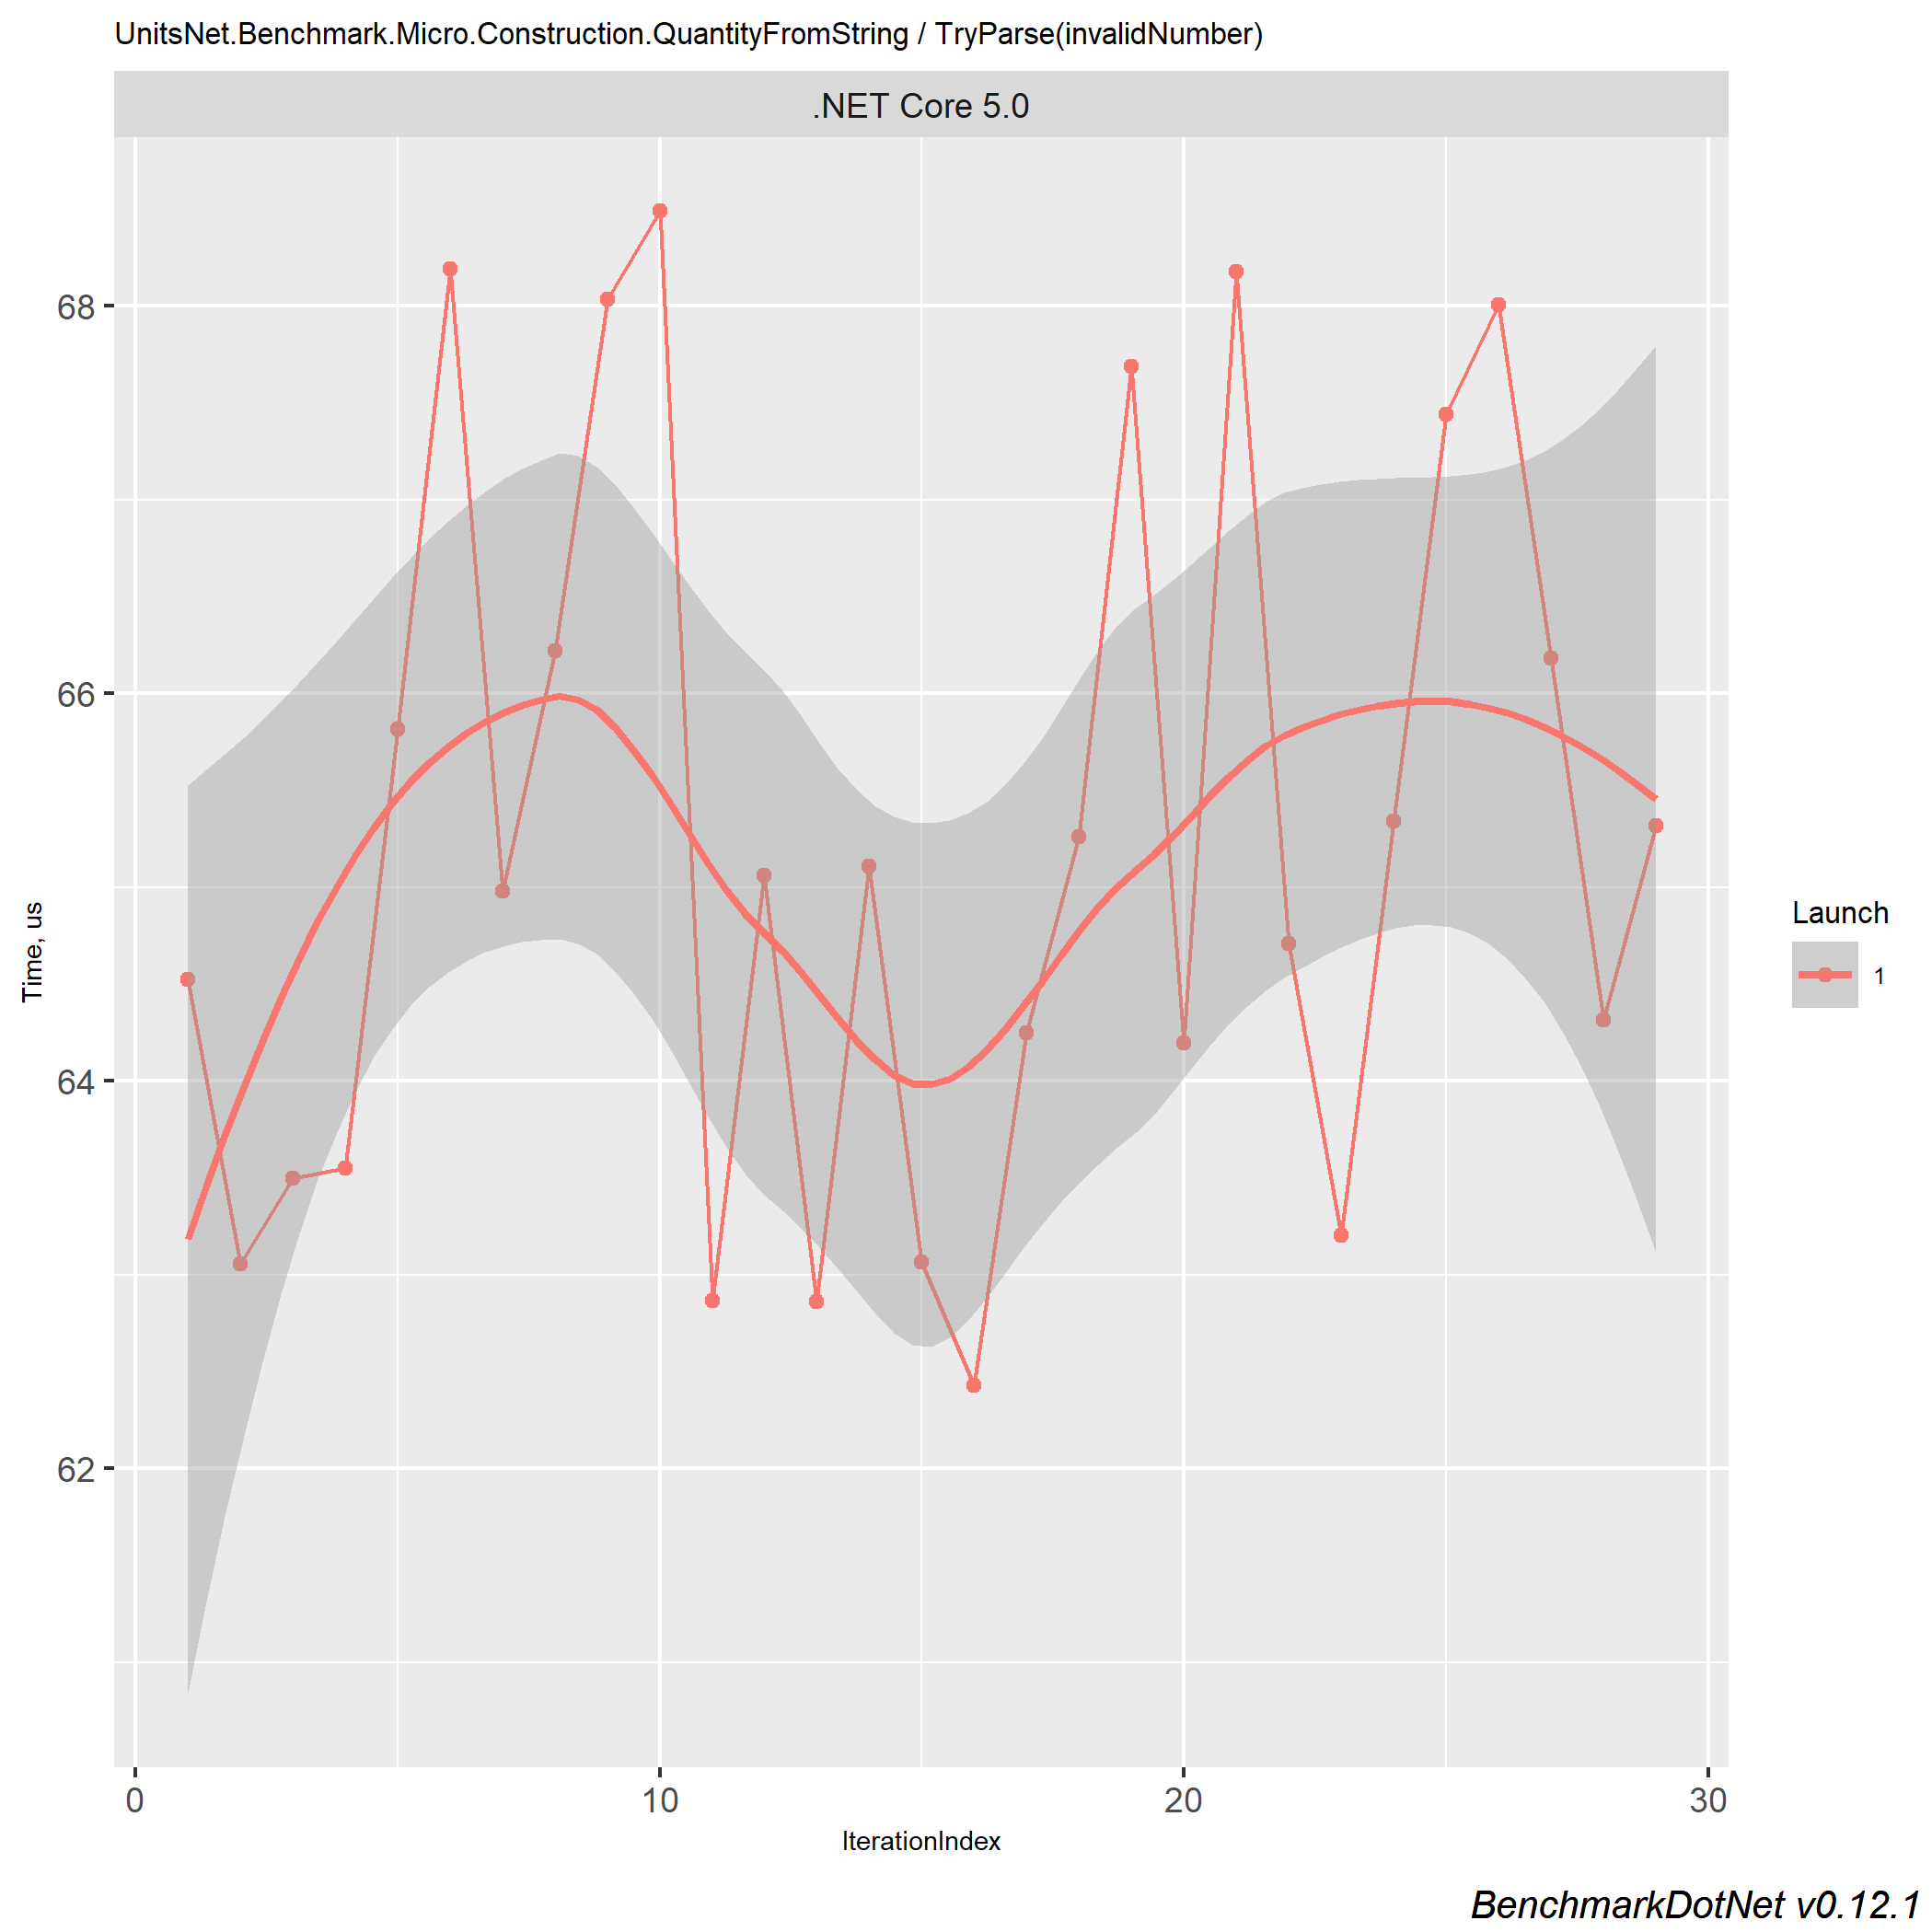 UnitsNet.Benchmark.Micro.Construction.QuantityFromString / TryParse(invalidNumber)
.NET Core 5.0
68
66
64
62
Time, us
0 10 20 30
IterationIndex
Launch
1
BenchmarkDotNet v0.12.1